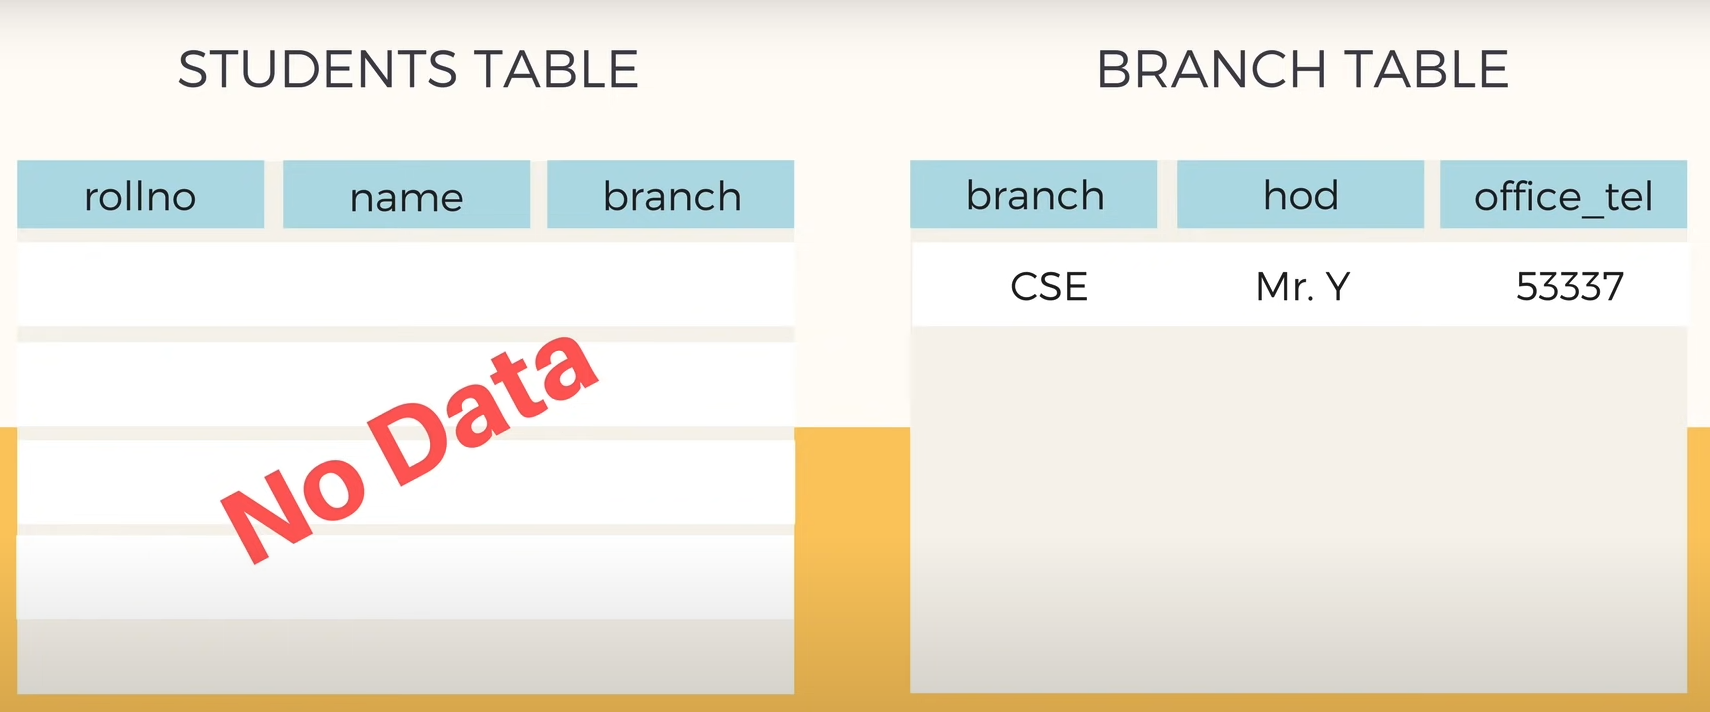 STUDENTS TABLE
rollno name branch
No Data
BRANCH TABLE
branch hod office_tel
CSE Mr. Y 53337